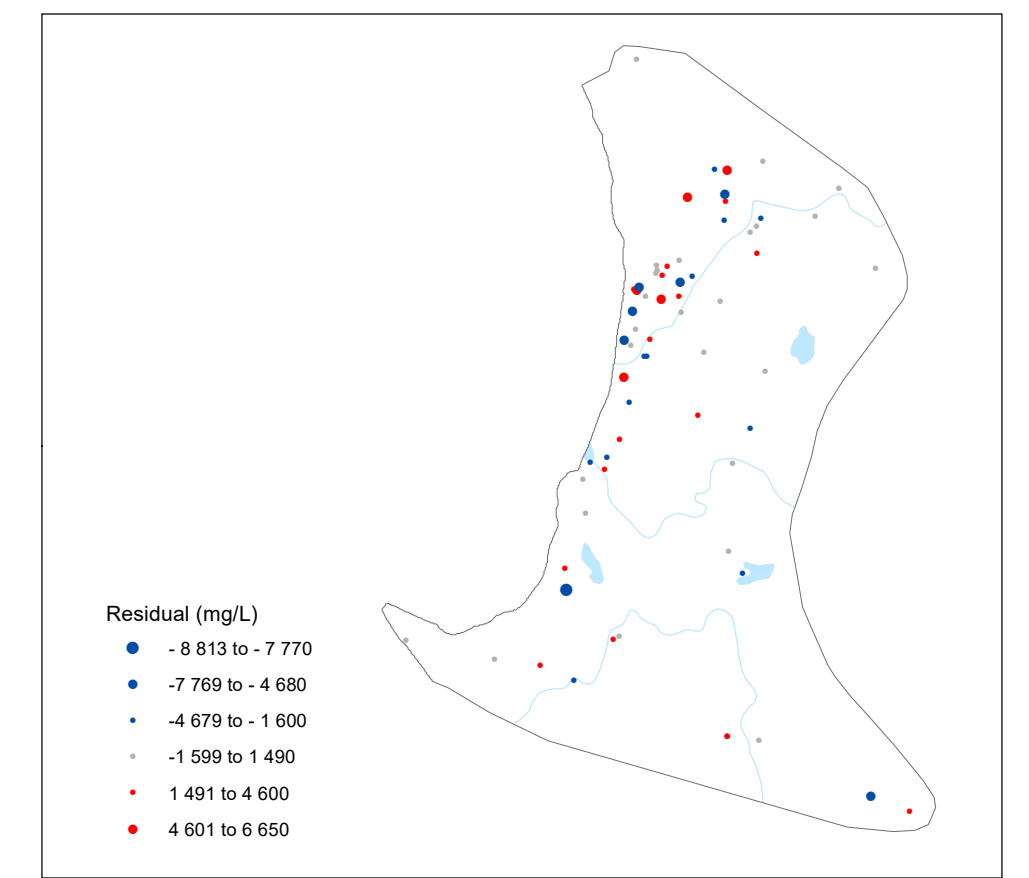 Residual (mg/L)
- 8 813 to - 7 770
-7 769 to - 4 680
-4 679 to - 1 600
-1 599 to 1 490
1 491 to 4 600
4 601 to 6 650